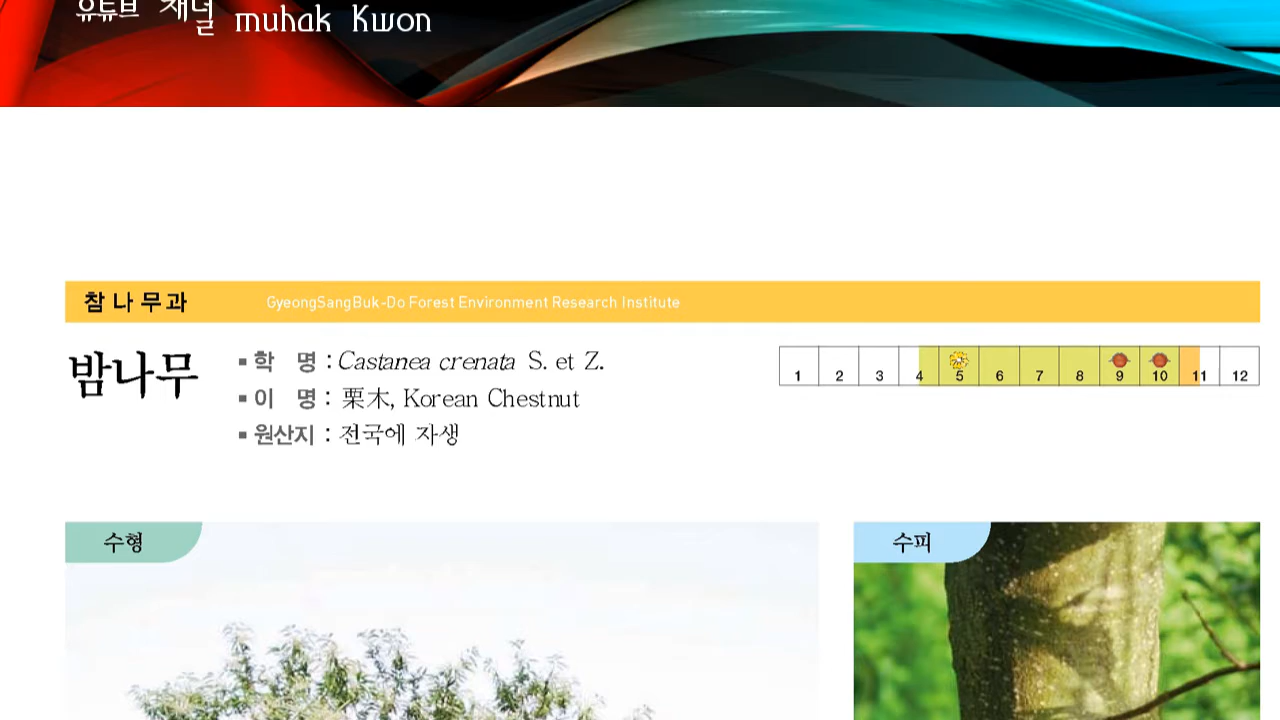 유튜브 채널 muhak Kwon
참나무과 GyeongSangBuk-Do Forest Environment Research Institute
밤나무
▪ 학 명 : Castanea crenata S. et Z.
▪ 이 명 : 栗木, Korean Chestnut
▪ 원산지 : 전국에 자생
1 2 3 4 5 6 7 8 9 10 11 12
수형
수피